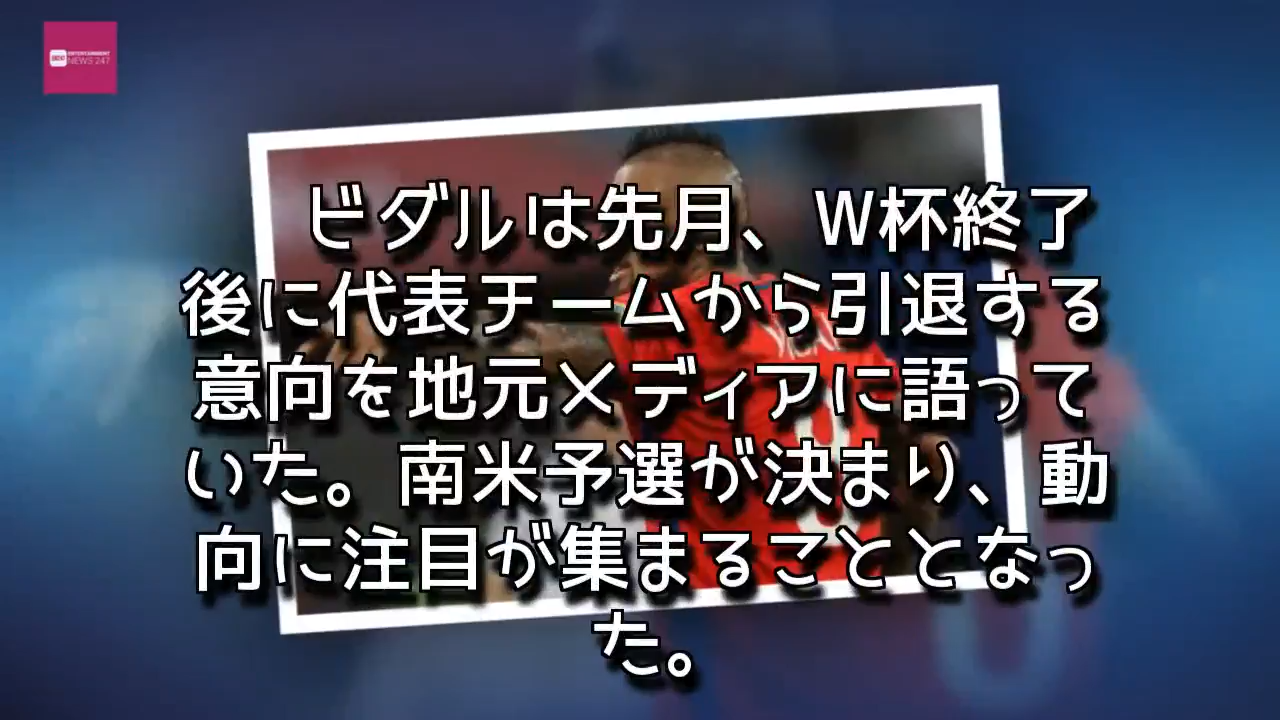 ENTERTAINMENT
NEWS 247
ビダルは先月、W杯終了
後に代表チームから引退する
意向を地元メディアに語って
いた。南米予選が決まり、動
向に注目が集まることとなっ
た。